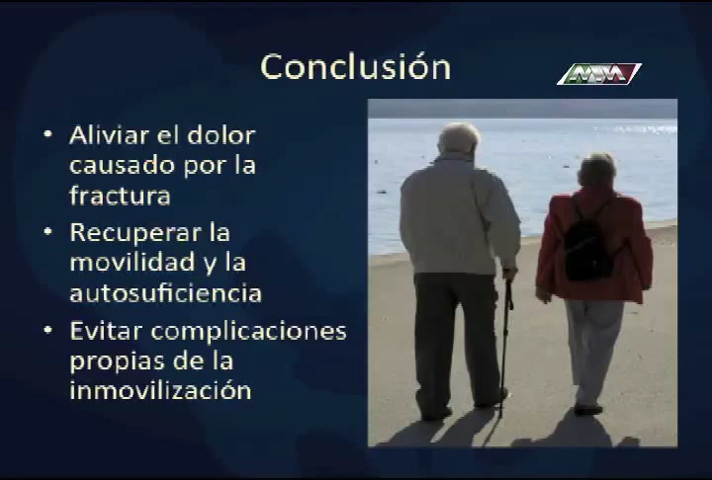 Conclusión
• Aliviar el dolor
causado por la
fractura
• Recuperar la
movilidad y la
autosuficiencia
• Evitar complicaciones
propias de la
inmovilización